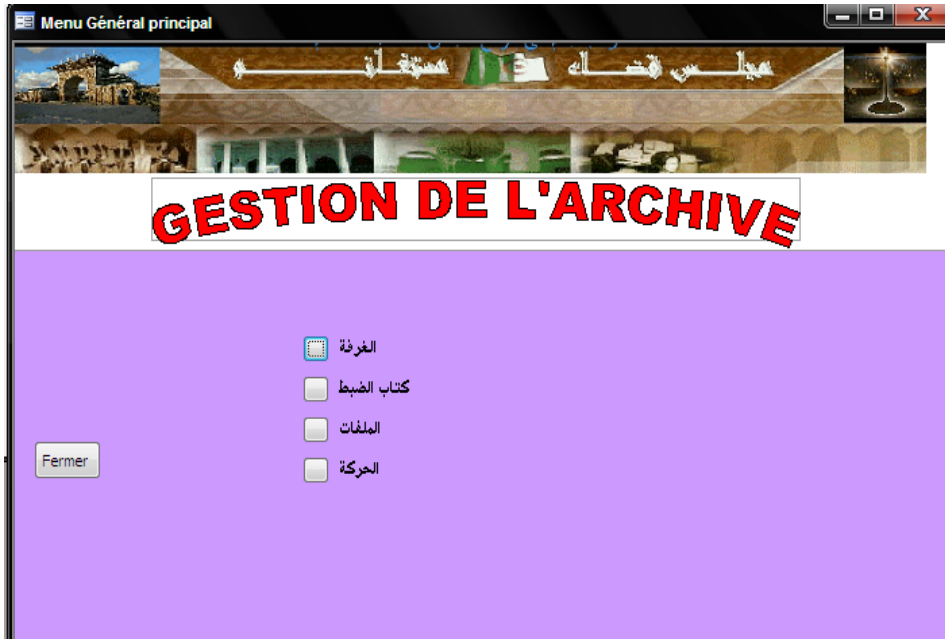 Menu Général principal
مجلس قضاء مستغانم
GESTION DE L'ARCHIVE
الغرفة
كتاب الضبط
الملفات
الحركة
Fermer